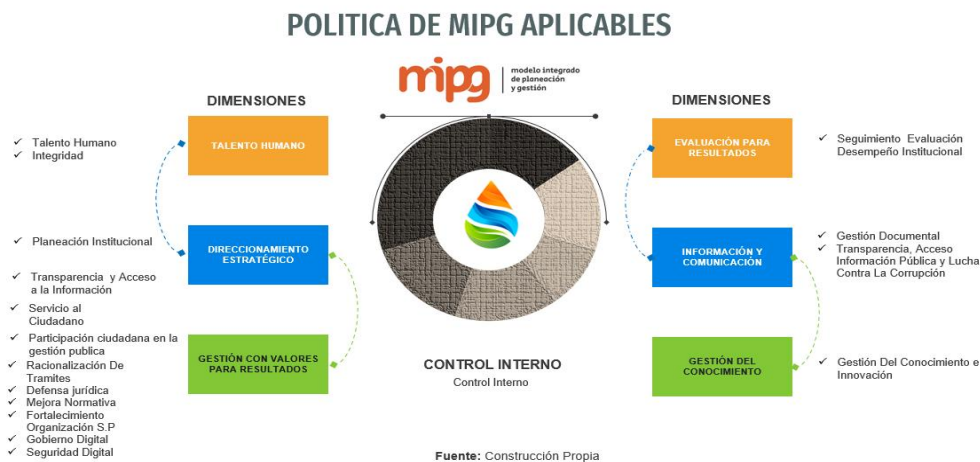 POLITICA DE MIPG APLICABLES
mipg
modelo integrado
de planeación
y gestión
DIMENSIONES
✓ Talento Humano
✓ Integridad
TALENTO HUMANO
✓ Planeación Institucional
DIRECCIONAMIENTO
ESTRATÉGICO
✓ Transparencia y Acceso
a la Información
✓ Servicio al
Ciudadano
✓ Participación ciudadana en la
gestión publica
✓ Racionalización De
Tramites
✓ Defensa jurídica
✓ Mejora Normativa
✓ Fortalecimiento
Organización S.P
✓ Gobierno Digital
✓ Seguridad Digital
GESTIÓN CON VALORES
PARA RESULTADOS
CONTROL INTERNO
Control Interno
DIMENSIONES
EVALUACIÓN PARA
RESULTADOS
✓ Seguimiento Evaluación
Desempeño Institucional
INFORMACIÓN Y
COMUNICACIÓN
✓ Gestión Documental
✓ Transparencia, Acceso
Información Pública y Lucha
Contra La Corrupción
GESTIÓN DEL
CONOCIMIENTO
✓ Gestión Del Conocimiento e
Innovación
Fuente: Construcción Propia